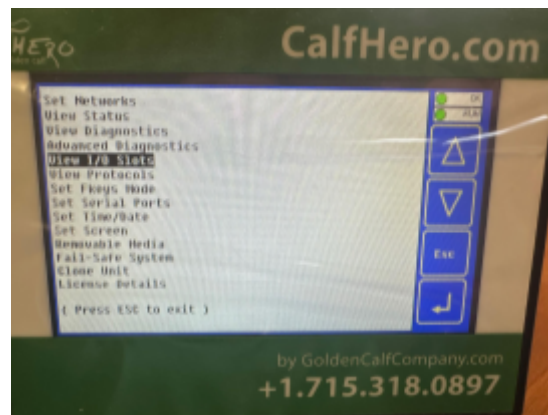 HERO
CalfHero.com
Set Networks
View Status
View Diagnostics
Advanced Diagnostics
View I/O Slots
View Protocols
Set Fkeys Mode
Set Serial Ports
Set Time/Date
Set Screen
Removable Media
Fail-Safe System
Clone Unit
License Details
( Press ESC to exit )
OK
RUN
Esc
by GoldenCalfCompany.com
+1.715.318.0897